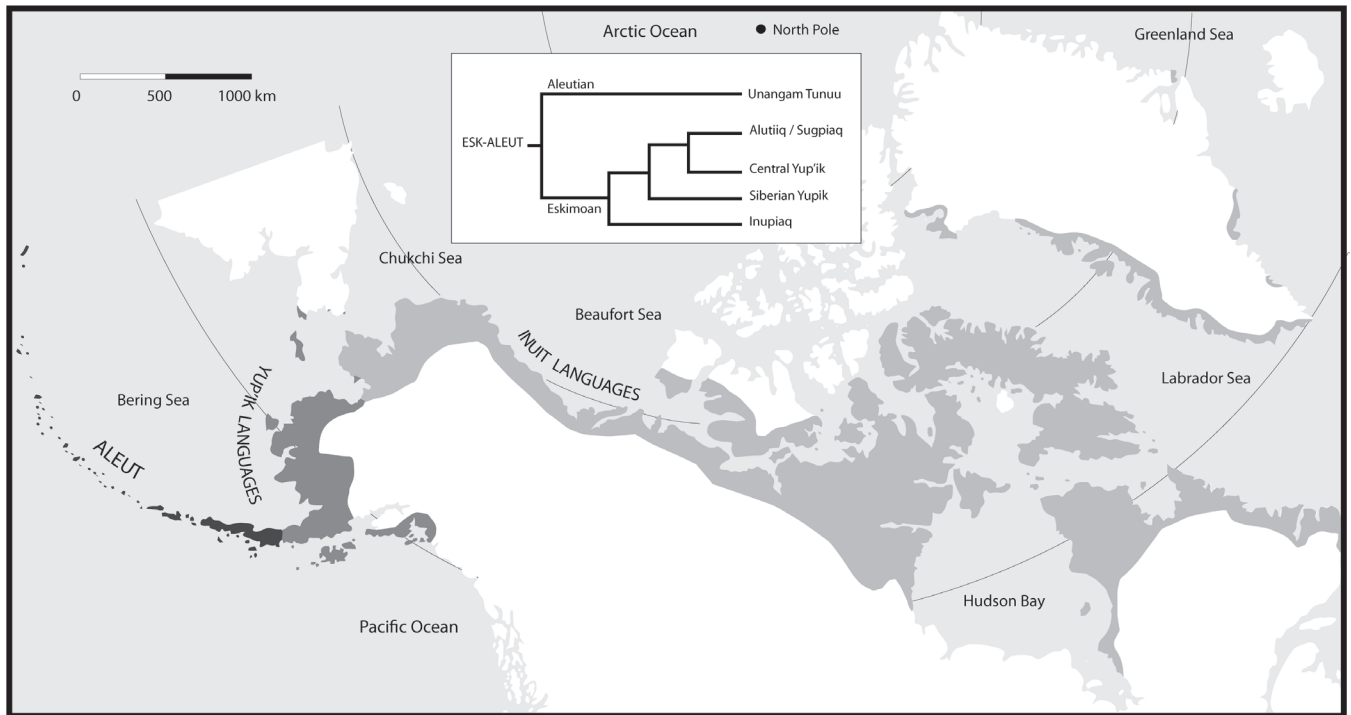 Arctic Ocean
North Pole
Greenland Sea
0 500 1000 km
Aleutian
Unangam Tunuu
ESK-ALEUT
Alutiiq / Sugpiaq
Central Yup'ik
Siberian Yupik
Eskimoan
Inupiaq
Chukchi Sea
Beaufort Sea
INUIT LANGUAGES
Labrador Sea
Bering Sea
YUP'IK LANGUAGES
ALEUT
Hudson Bay
Pacific Ocean